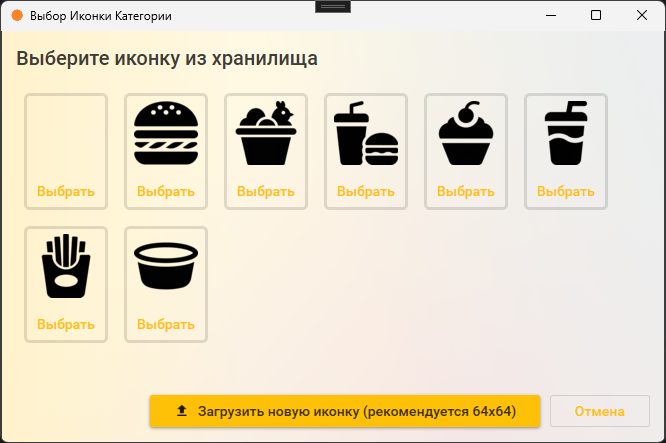 Выбор Иконки Категории
Выберите иконку из хранилища
Выбрать Выбрать Выбрать Выбрать Выбрать Выбрать
Выбрать Выбрать
Загрузить новую иконку (рекомендуется 64x64) Отмена